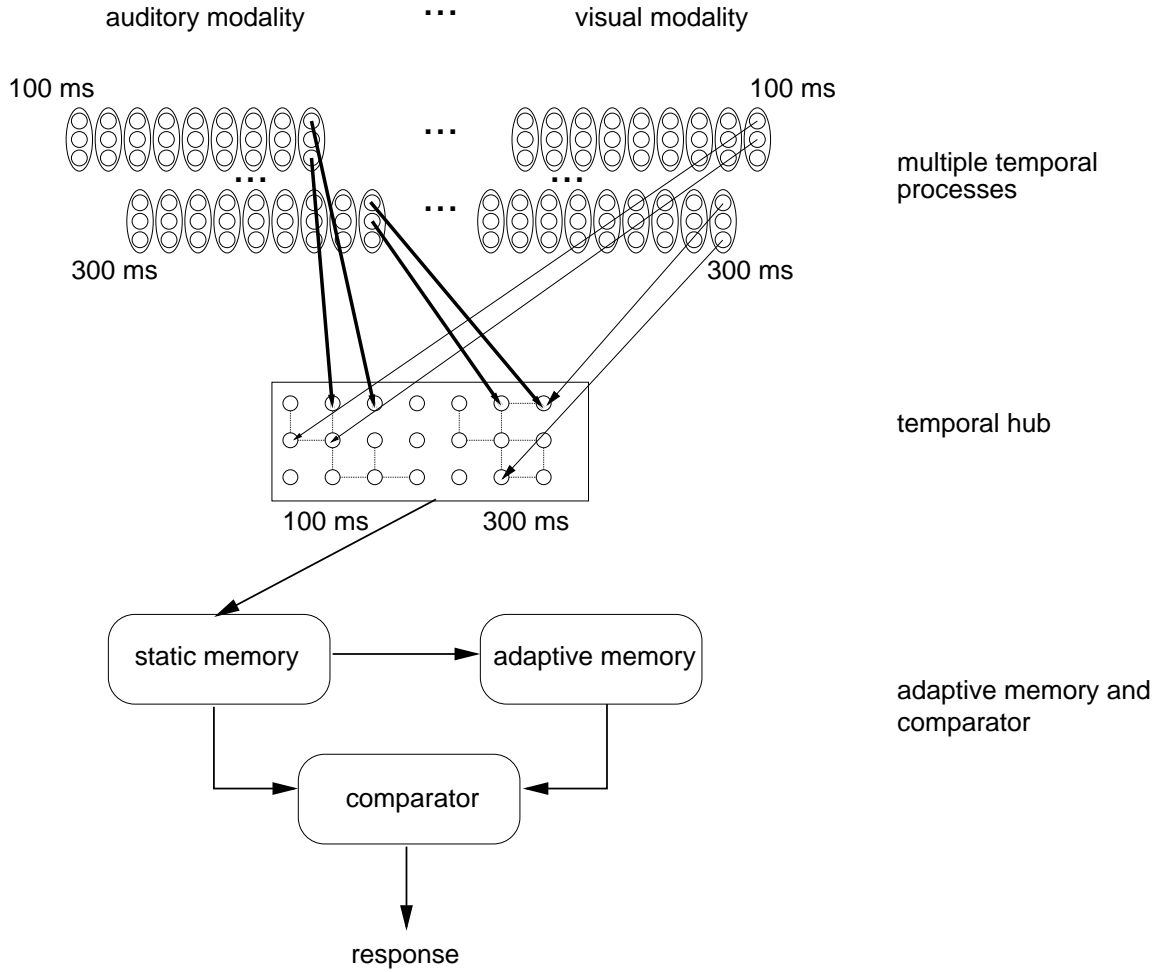 auditory modality ... visual modality
100 ms 100 ms
...
multiple temporal
processes
... ...
...
300 ms 300 ms
temporal hub
100 ms 300 ms
static memory adaptive memory
adaptive memory and
comparator
comparator
response